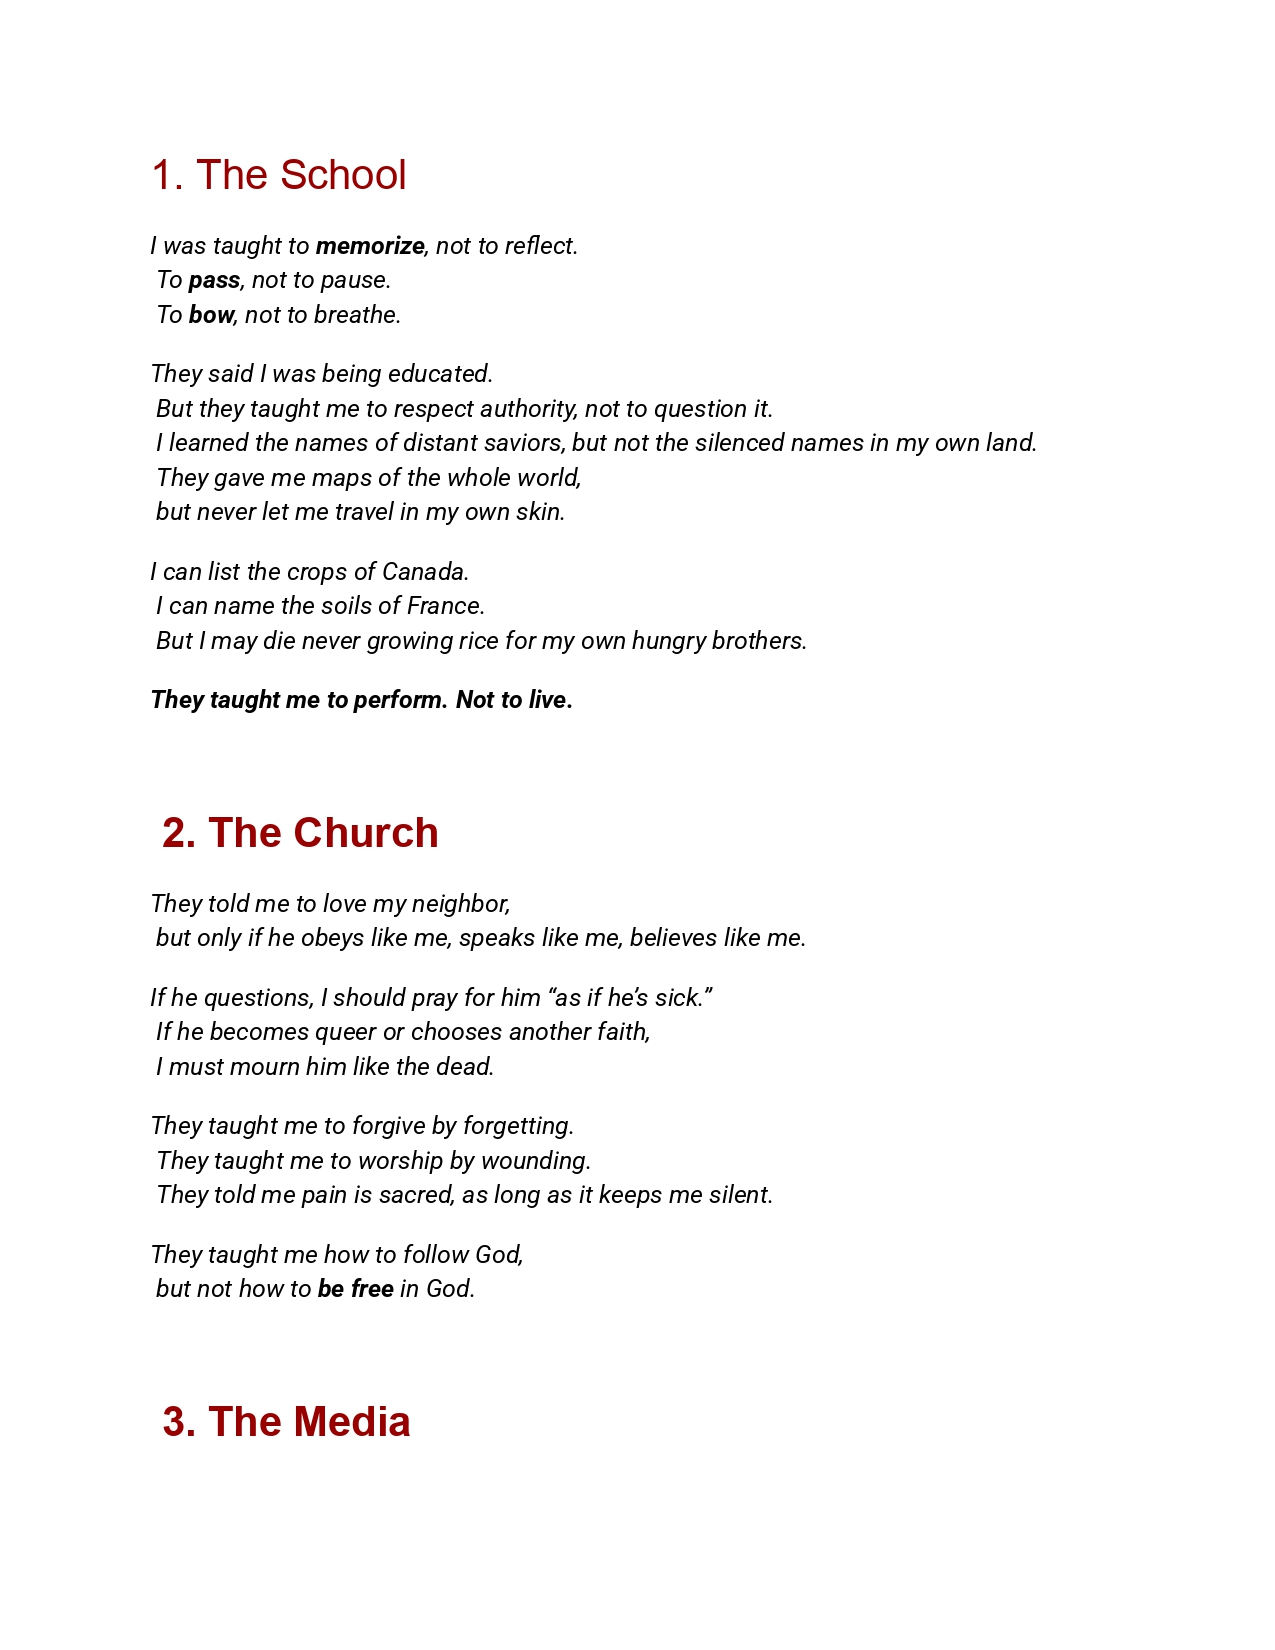 1. The School
I was taught to memorize, not to reflect.
To pass, not to pause.
To bow, not to breathe.
They said I was being educated.
But they taught me to respect authority, not to question it.
I learned the names of distant saviors, but not the silenced names in my own land.
They gave me maps of the whole world,
but never let me travel in my own skin.
I can list the crops of Canada.
I can name the soils of France.
But I may die never growing rice for my own hungry brothers.
They taught me to perform. Not to live.
2. The Church
They told me to love my neighbor,
but only if he obeys like me, speaks like me, believes like me.
If he questions, I should pray for him “as if he’s sick.”
If he becomes queer or chooses another faith,
I must mourn him like the dead.
They taught me to forgive by forgetting.
They taught me to worship by wounding.
They told me pain is sacred, as long as it keeps me silent.
They taught me how to follow God,
but not how to be free in God.
3. The Media